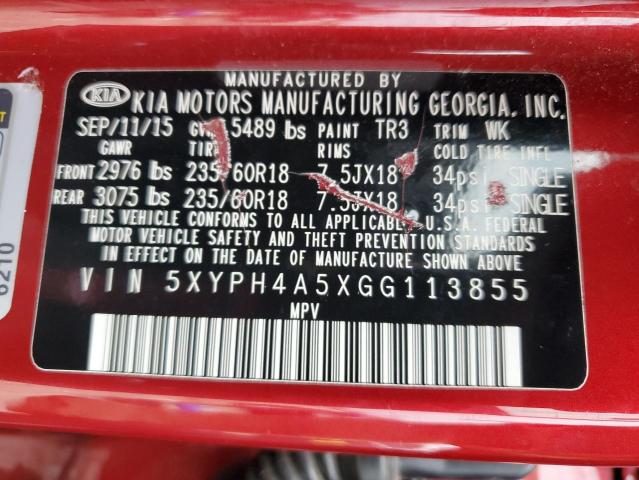 MANUFACTURED BY
KIA KIA MOTORS MANUFACTURING GEORGIA, INC.
SEP/11/15 5489 lbs PAINT TR3 TRIM WK
GAWR RIMS COLD TIRE INFL
FRONT 2976 lbs 235/60R18 7.5JX18 34psi SINGLE
REAR 3075 lbs 235/60R18 7.5JX18 34psi SINGLE
THIS VEHICLE CONFORMS TO ALL APPLICABLE U.S.A. FEDERAL
MOTOR VEHICLE SAFETY AND THEFT PREVENTION STANDARDS
IN EFFECT ON THE DATE OF MANUFACTURE SHOWN ABOVE
VIN 5XYPH4A5XGG113855
MPV
6210